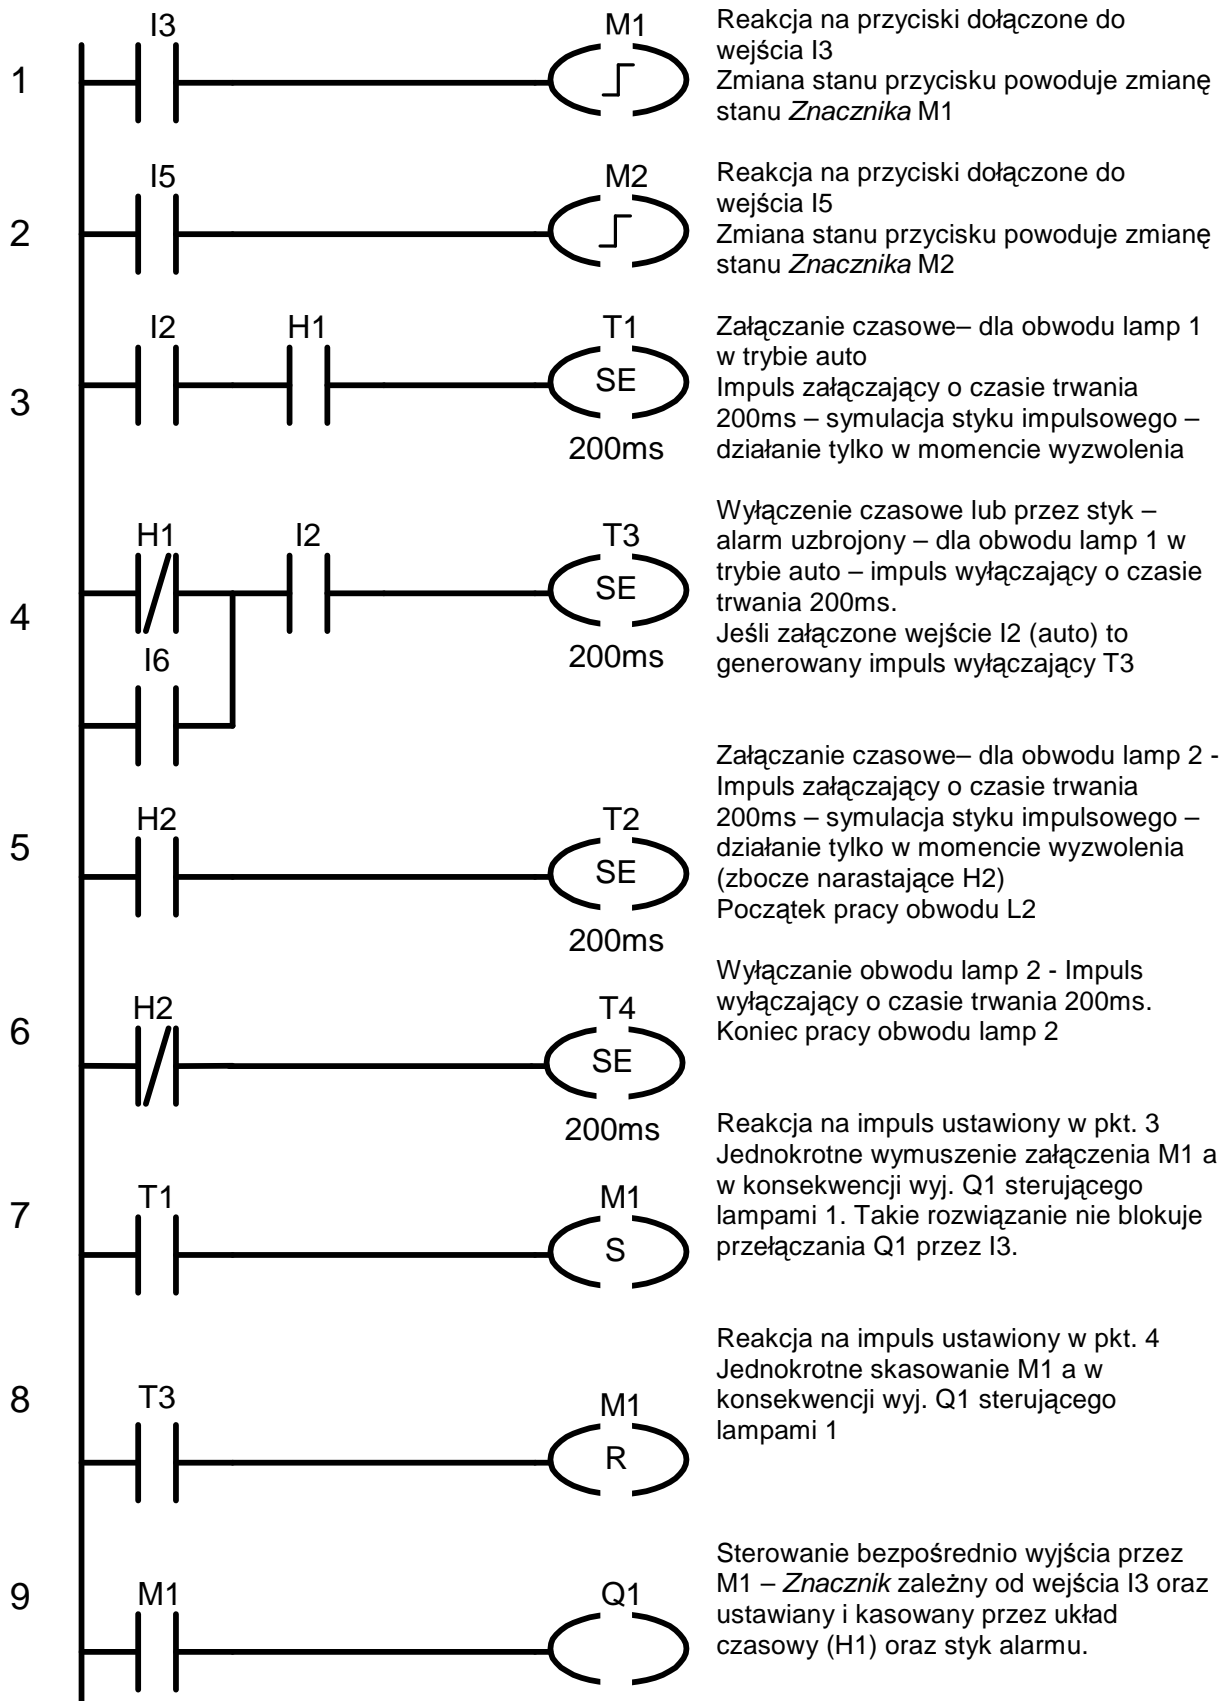 I3
M1
1
Reakcja na przyciski dołączone do
wejścia I3
Zmiana stanu przycisku powoduje zmianę
stanu Znacznika M1
I5
M2
2
Reakcja na przyciski dołączone do
wejścia I5
Zmiana stanu przycisku powoduje zmianę
stanu Znacznika M2
I2
H1
T1
3
SE
200ms
Załączanie czasowe– dla obwodu lamp 1
w trybie auto
Impuls załączający o czasie trwania
200ms – symulacja styku impulsowego –
działanie tylko w momencie wyzwolenia
H1
I2
T3
4
SE
I6
200ms
Wyłączenie czasowe lub przez styk –
alarm uzbrojony – dla obwodu lamp 1 w
trybie auto – impuls wyłączający o czasie
trwania 200ms.
Jeśli załączone wejście I2 (auto) to
generowany impuls wyłączający T3
H2
T2
5
SE
200ms
Załączanie czasowe– dla obwodu lamp 2 -
Impuls załączający o czasie trwania
200ms – symulacja styku impulsowego –
działanie tylko w momencie wyzwolenia
(zbocze narastające H2)
Początek pracy obwodu L2
H2
T4
6
SE
200ms
Wyłączanie obwodu lamp 2 - Impuls
wyłączający o czasie trwania 200ms.
Koniec pracy obwodu lamp 2
T1
M1
7
S
Reakcja na impuls ustawiony w pkt. 3
Jednokrotne wymuszenie załączenia M1 a
w konsekwencji wyj. Q1 sterującego
lampami 1. Takie rozwiązanie nie blokuje
przełączania Q1 przez I3.
T3
M1
8
R
Reakcja na impuls ustawiony w pkt. 4
Jednokrotne skasowanie M1 a w
konsekwencji wyj. Q1 sterującego
lampami 1
M1
Q1
9
Sterowanie bezpośrednio wyjścia przez
M1 – Znacznik zależny od wejścia I3 oraz
ustawiany i kasowany przez układ
czasowy (H1) oraz styk alarmu.